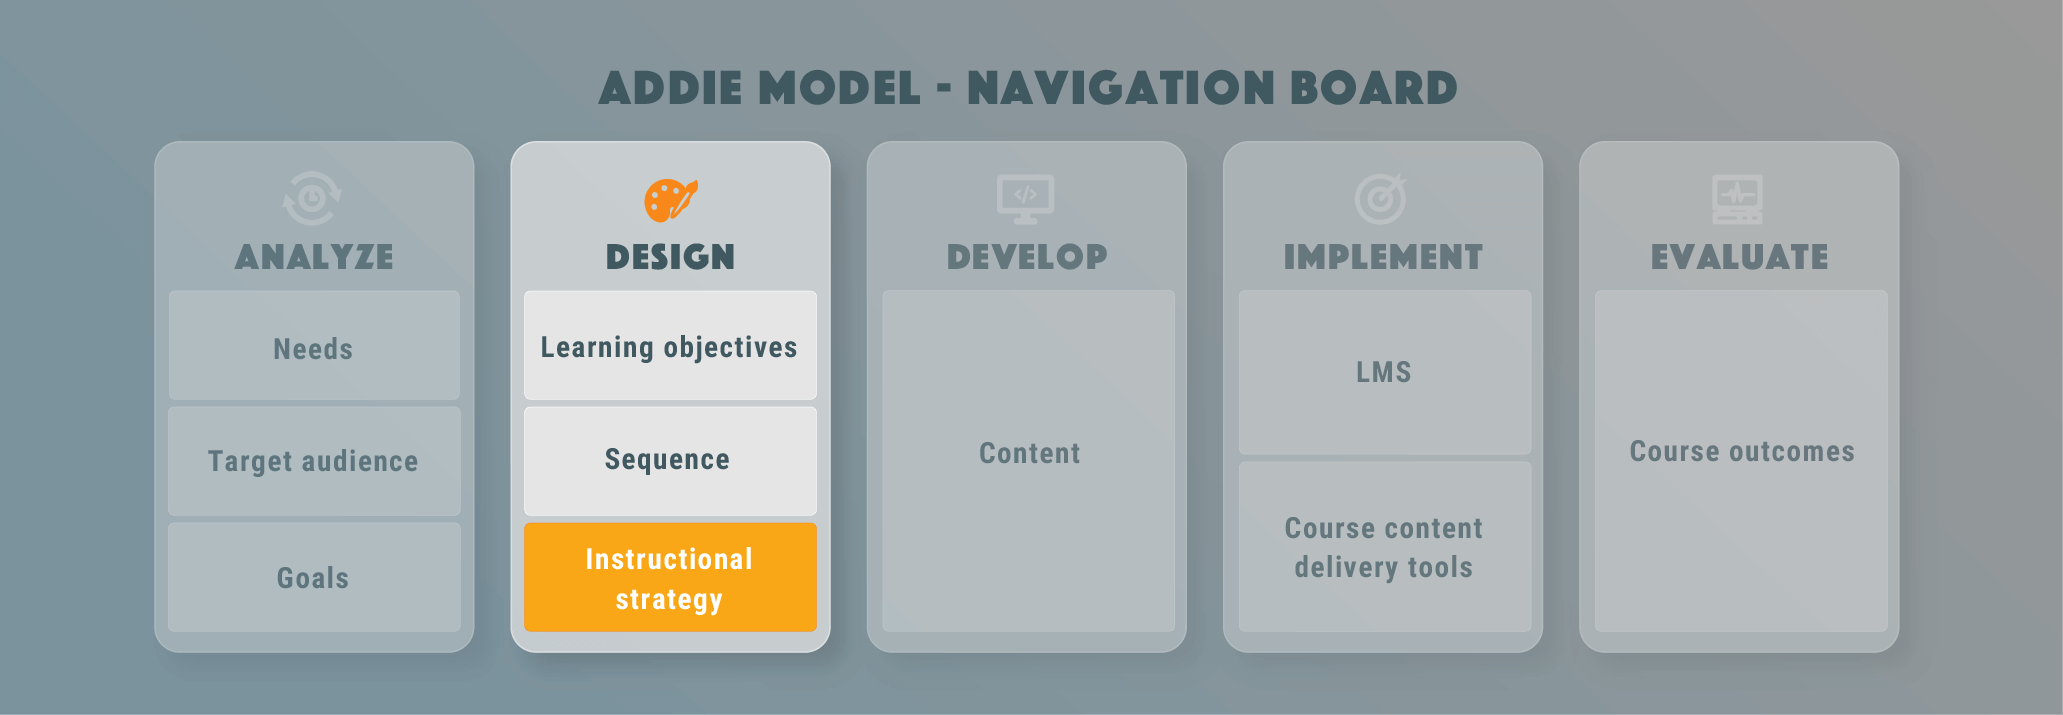 ADDIE MODEL - NAVIGATION BOARD
ANALYZE
Needs
Target audience
Goals
DESIGN
Learning objectives
Sequence
Instructional
strategy
DEVELOP
Content
IMPLEMENT
LMS
Course content
delivery tools
EVALUATE
Course outcomes